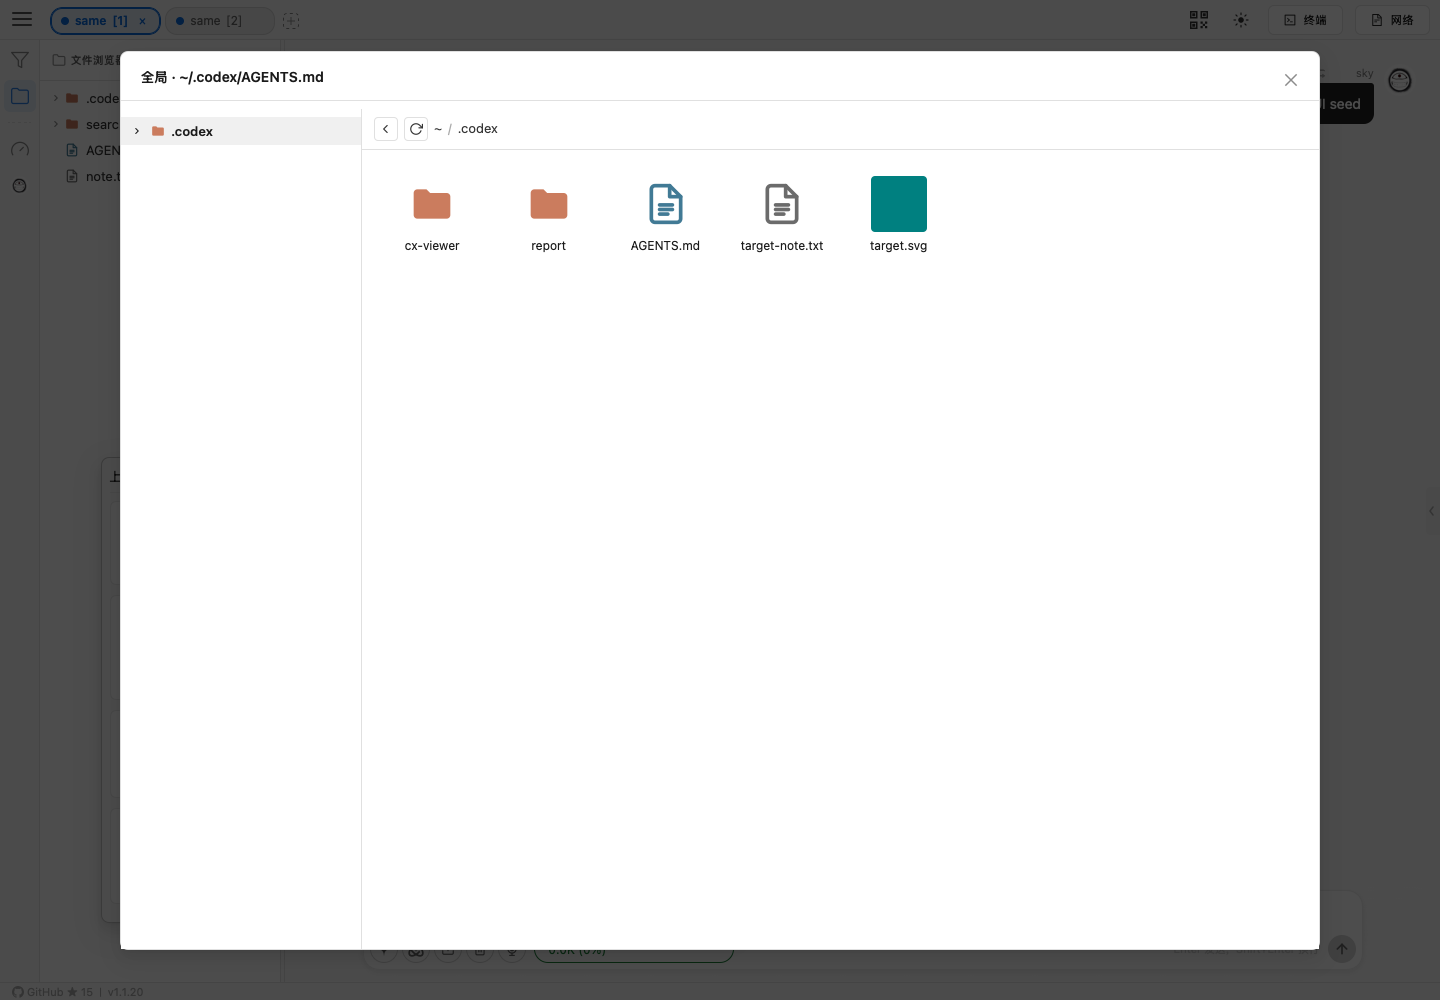 same [1] ×
same [2]
终端
网络
文件浏览
全局 · ~/.codex/AGENTS.md
sky
seed
.code
searc
AGEN
note.t
.codex
~ / .codex
cx-viewer
report
AGENTS.md
target-note.txt
target.svg
上
GitHub ★ 15 | v1.1.20